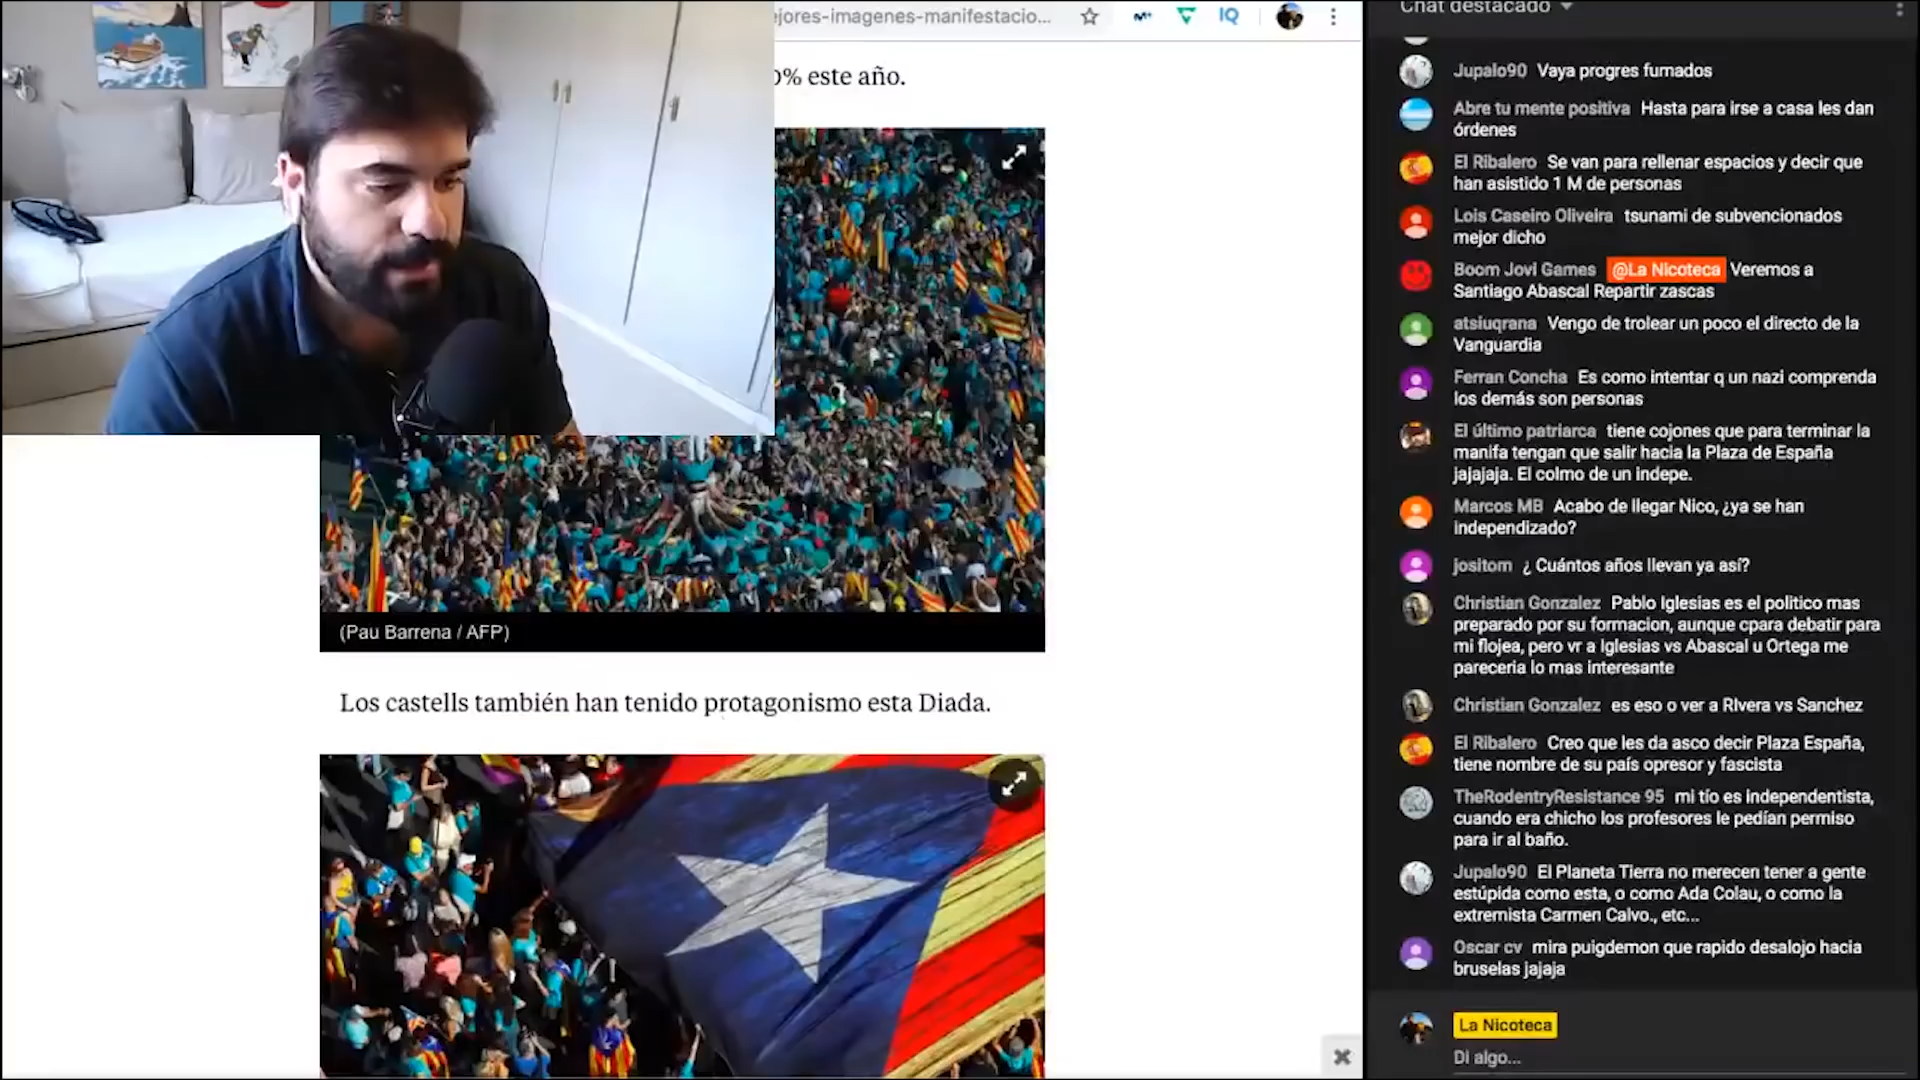 jores-imagenes-manifestacio...
IQ
0% este año.
(Pau Barrena / AFP)
Los castells también han tenido protagonismo esta Diada.
Chat destacado
Jupalo90 Vaya progres fumados
Abre tu mente positiva Hasta para irse a casa les dan
órdenes
El Ribalero Se van para rellenar espacios y decir que
han asistido 1 M de personas
Lois Caseiro Oliveira tsunami de subvencionados
mejor dicho
Boom Jovi Games @La Nicoteca Veremos a
Santiago Abascal Repartir zascas
atsiuqrana Vengo de trolear un poco el directo de la
Vanguardia
Ferran Concha Es como intentar q un nazi comprenda
los demás son personas
El último patriarca tiene cojones que para terminar la
manifa tengan que salir hacia la Plaza de España
jajajaja. El colmo de un indepe.
Marcos MB Acabo de llegar Nico, ¿ya se han
independizado?
jositom ¿ Cuántos años llevan ya así?
Christian Gonzalez Pablo Iglesias es el politico mas
preparado por su formacion, aunque cpara debatir para
mi flojea, pero vr a Iglesias vs Abascal u Ortega me
pareceria lo mas interesante
Christian Gonzalez es eso o ver a RIvera vs Sanchez
El Ribalero Creo que les da asco decir Plaza España,
tiene nombre de su país opresor y fascista
TheRodentryResistance 95 mi tío es independentista,
cuando era chicho los profesores le pedían permiso
para ir al baño.
Jupalo90 El Planeta Tierra no merecen tener a gente
estúpida como esta, o como Ada Colau, o como la
extremista Carmen Calvo., etc...
Oscar cv mira puigdemon que rapido desalojo hacia
bruselas jajaja
La Nicoteca
Di algo...